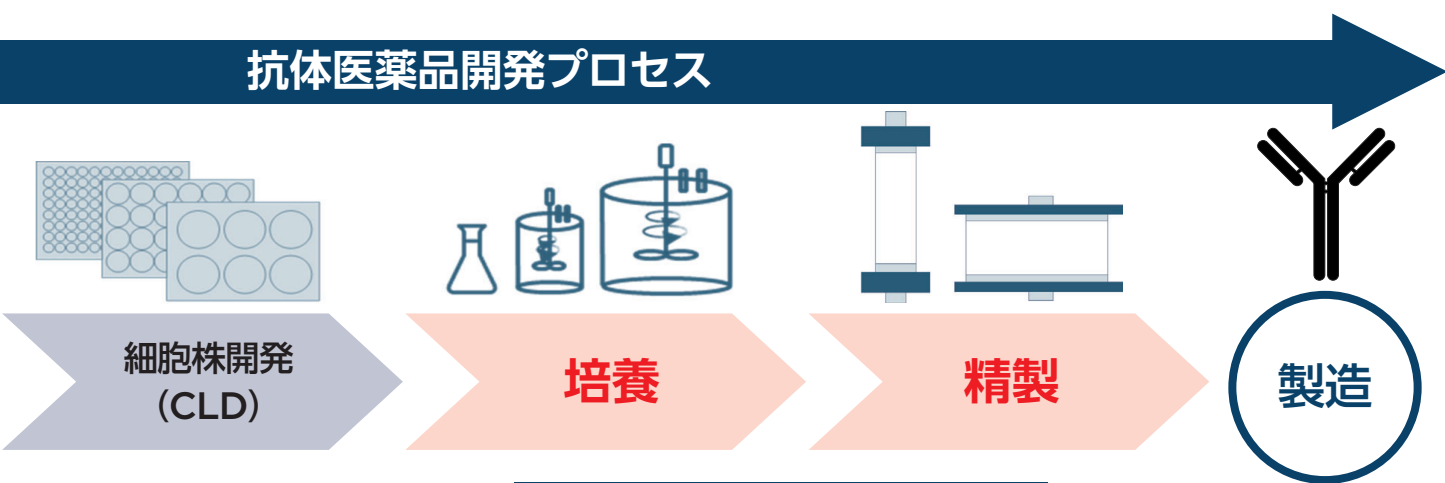 抗体医薬品開発プロセス
細胞株開発
（CLD）
培養
精製
製造